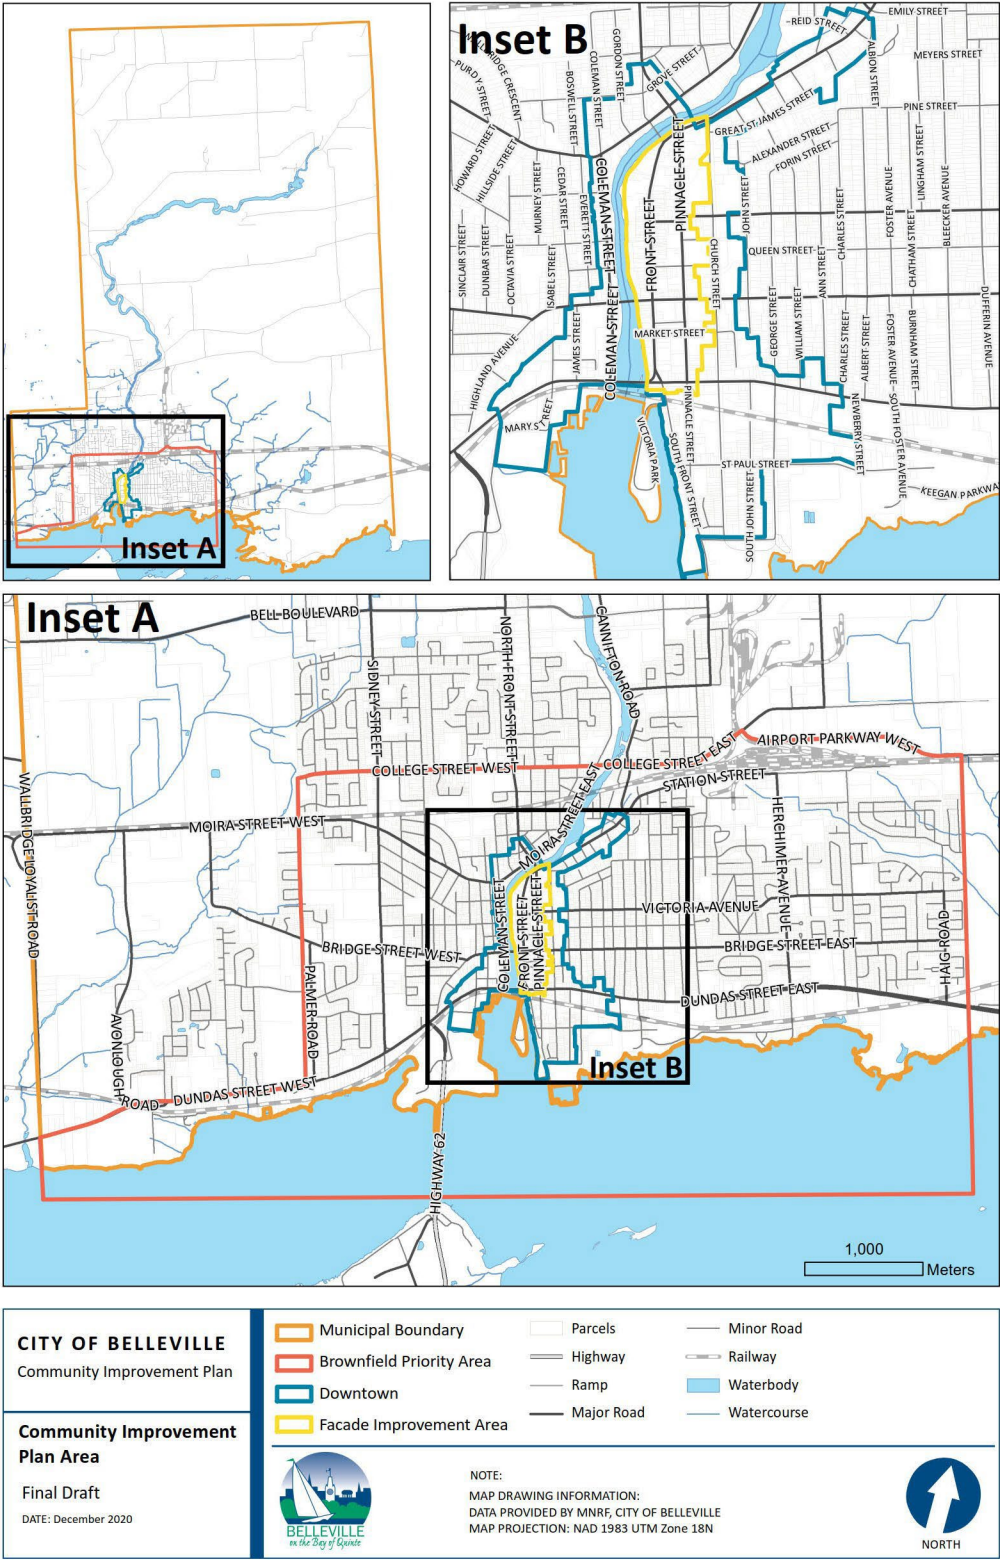 Inset A
Inset B
EMILY STREET
REID STREET
MEYERS STREET
ALBION STREET
GORDON STREET
GROVE STREET
COLEMAN STREET
BOSWELL STREET
PURDY STREET
HOWARD STREET
HILLSIDE STREET
PINE STREET
GREAT ST JAMES STREET
ALEXANDER STREET
FORIN STREET
PINNACLE STREET
COLEMAN STREET
FRONT STREET
MURNEY STREET
CEDAR STREET
EVERETT STREET
SINCLAIR STREET
DUNBAR STREET
OCTAVIA STREET
ISABEL STREET
JOHN STREET
CHURCH STREET
QUEEN STREET
ANN STREET
CHARLES STREET
FOSTER AVENUE
LINGHAM STREET
CHATHAM STREET
BLEECKER AVENUE
DUFFERIN AVENUE
GEORGE STREET
WILLIAM STREET
CHARLES STREET
ALBERT STREET
FOSTER AVENUE
BURNHAM STREET
MARKET STREET
JAMES STREET
COLEMAN STREET
HIGHLAND AVENUE
MARY STREET
VICTORIA PARK
PINNACLE STREET
SOUTH FRONT STREET
ST PAUL STREET
SOUTH JOHN STREET
NEWBERRY STREET
SOUTH FOSTER AVENUE
KEEGAN PARKWA
Inset A
BELL BOULEVARD
SIDNEY STREET
NORTH FRONT STREET
CANNIFTON ROAD
COLLEGE STREET WEST
COLLEGE STREET EAST
AIRPORT PARKWAY WEST
STATION STREET
MOIRA STREET WEST
MOIRA STREET EAST
WALLBRIDGE LOYALIST ROAD
HERCHIMER AVENUE
VICTORIA AVENUE
COLEMAN STREET
FRONT STREET
PINNACLE STREET
BRIDGE STREET WEST
BRIDGE STREET EAST
HAIG ROAD
PALMER ROAD
DUNDAS STREET EAST
AVONLOUGH ROAD
DUNDAS STREET WEST
Inset B
HIGHWAY 62
1,000
Meters
CITY OF BELLEVILLE
Community Improvement Plan
Community Improvement
Plan Area
Final Draft
DATE: December 2020
Municipal Boundary
Brownfield Priority Area
Downtown
Facade Improvement Area
Parcels
Highway
Ramp
Major Road
Minor Road
Railway
Waterbody
Watercourse
BELLEVILLE
on the Bay of Quinte
NOTE:
MAP DRAWING INFORMATION:
DATA PROVIDED BY MNRF, CITY OF BELLEVILLE
MAP PROJECTION: NAD 1983 UTM Zone 18N
NORTH